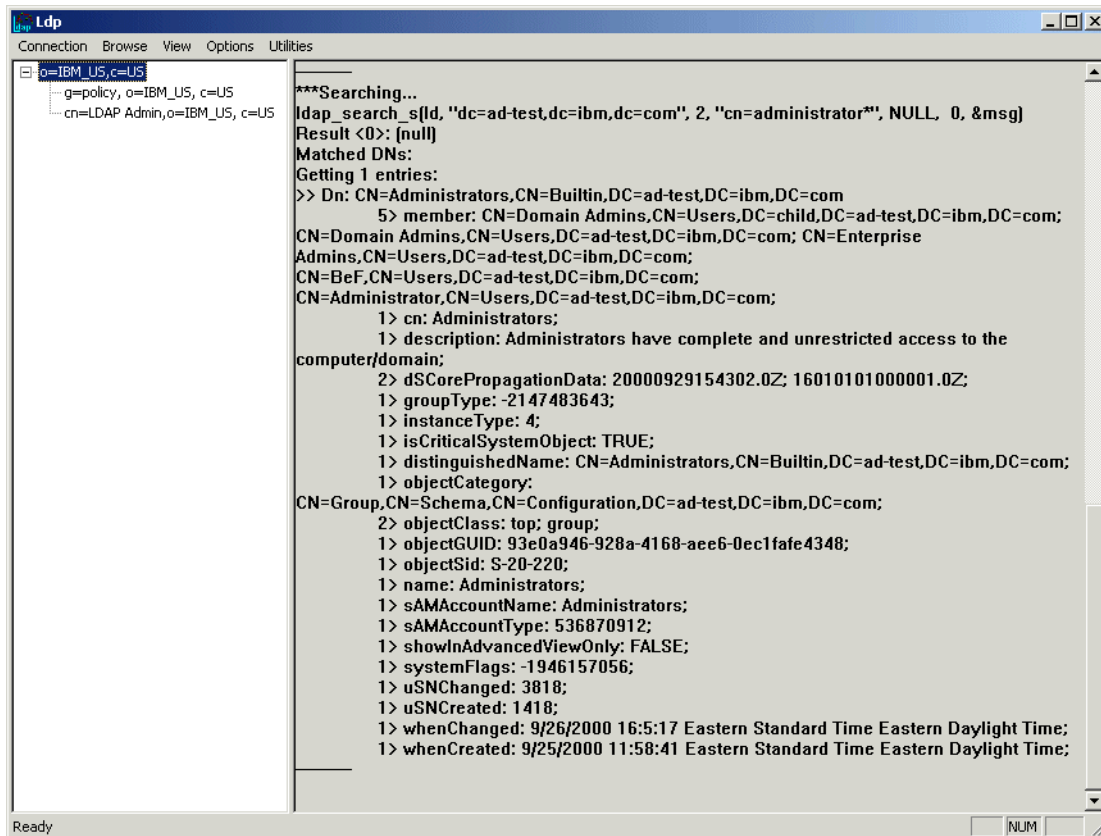 Ldp
Connection Browse View Options Utilities
o=IBM_US,c=US
g=policy, o=IBM_US, c=US
cn=LDAP Admin,o=IBM_US, c=US
***Searching...
ldap_search_s(ld, "dc=ad-test,dc=ibm,dc=com", 2, "cn=administrator*", NULL, 0, &msg)
Result <0>: (null)
Matched DNs:
Getting 1 entries:
>> Dn: CN=Administrators,CN=Builtin,DC=ad-test,DC=ibm,DC=com
5> member: CN=Domain Admins,CN=Users,DC=child,DC=ad-test,DC=ibm,DC=com;
CN=Domain Admins,CN=Users,DC=ad-test,DC=ibm,DC=com; CN=Enterprise
Admins,CN=Users,DC=ad-test,DC=ibm,DC=com;
CN=BeF,CN=Users,DC=ad-test,DC=ibm,DC=com;
CN=Administrator,CN=Users,DC=ad-test,DC=ibm,DC=com;
1> cn: Administrators;
1> description: Administrators have complete and unrestricted access to the
computer/domain;
2> dSCorePropagationData: 20000929154302.0Z; 16010101000001.0Z;
1> groupType: -2147483643;
1> instanceType: 4;
1> isCriticalSystemObject: TRUE;
1> distinguishedName: CN=Administrators,CN=Builtin,DC=ad-test,DC=ibm,DC=com;
1> objectCategory:
CN=Group,CN=Schema,CN=Configuration,DC=ad-test,DC=ibm,DC=com;
2> objectClass: top; group;
1> objectGUID: 93e0a946-928a-4168-aee6-0ec1fafe4348;
1> objectSid: S-20-220;
1> name: Administrators;
1> sAMAccountName: Administrators;
1> sAMAccountType: 536870912;
1> showInAdvancedViewOnly: FALSE;
1> systemFlags: -1946157056;
1> uSNChanged: 3818;
1> uSNCreated: 1418;
1> whenChanged: 9/26/2000 16:5:17 Eastern Standard Time Eastern Daylight Time;
1> whenCreated: 9/25/2000 11:58:41 Eastern Standard Time Eastern Daylight Time;
Ready
NUM